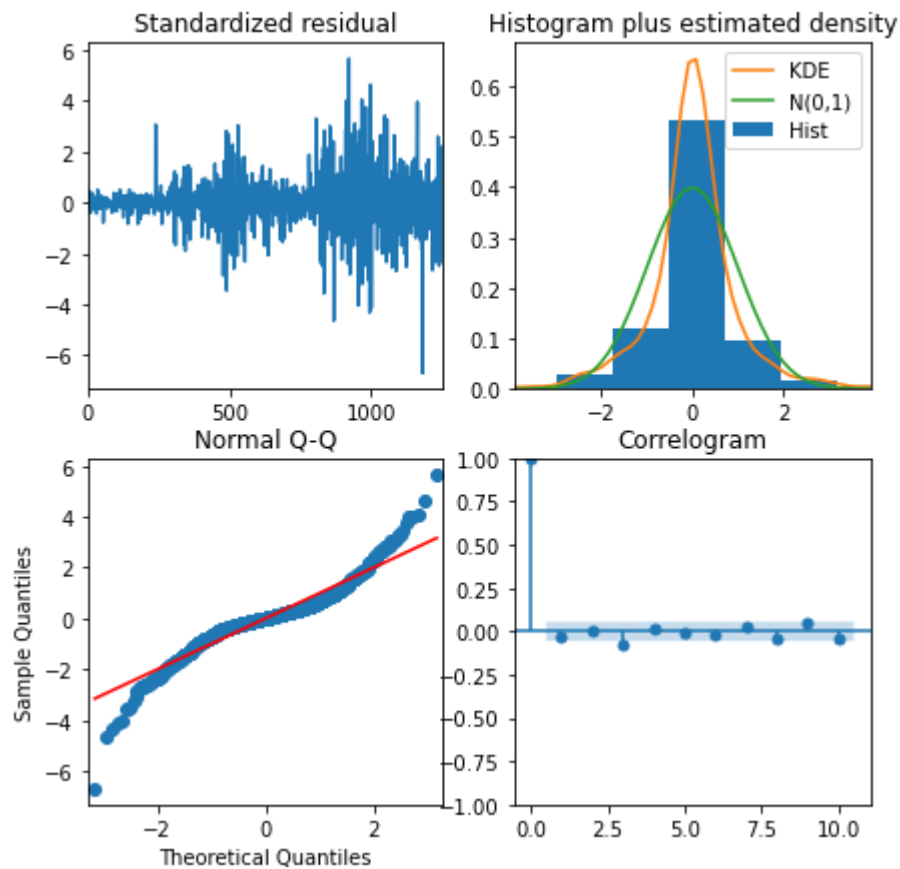 Standardized residual
6
4
2
0
−2
−4
−6
0 500 1000
Histogram plus estimated density
0.6
0.5
0.4
0.3
0.2
0.1
0.0
−2 0 2
KDE
N(0,1)
Hist
Normal Q-Q
Sample Quantiles
6
4
2
0
−2
−4
−6
−2 0 2
Theoretical Quantiles
Correlogram
1.00
0.75
0.50
0.25
0.00
−0.25
−0.50
−0.75
−1.00
0.0 2.5 5.0 7.5 10.0